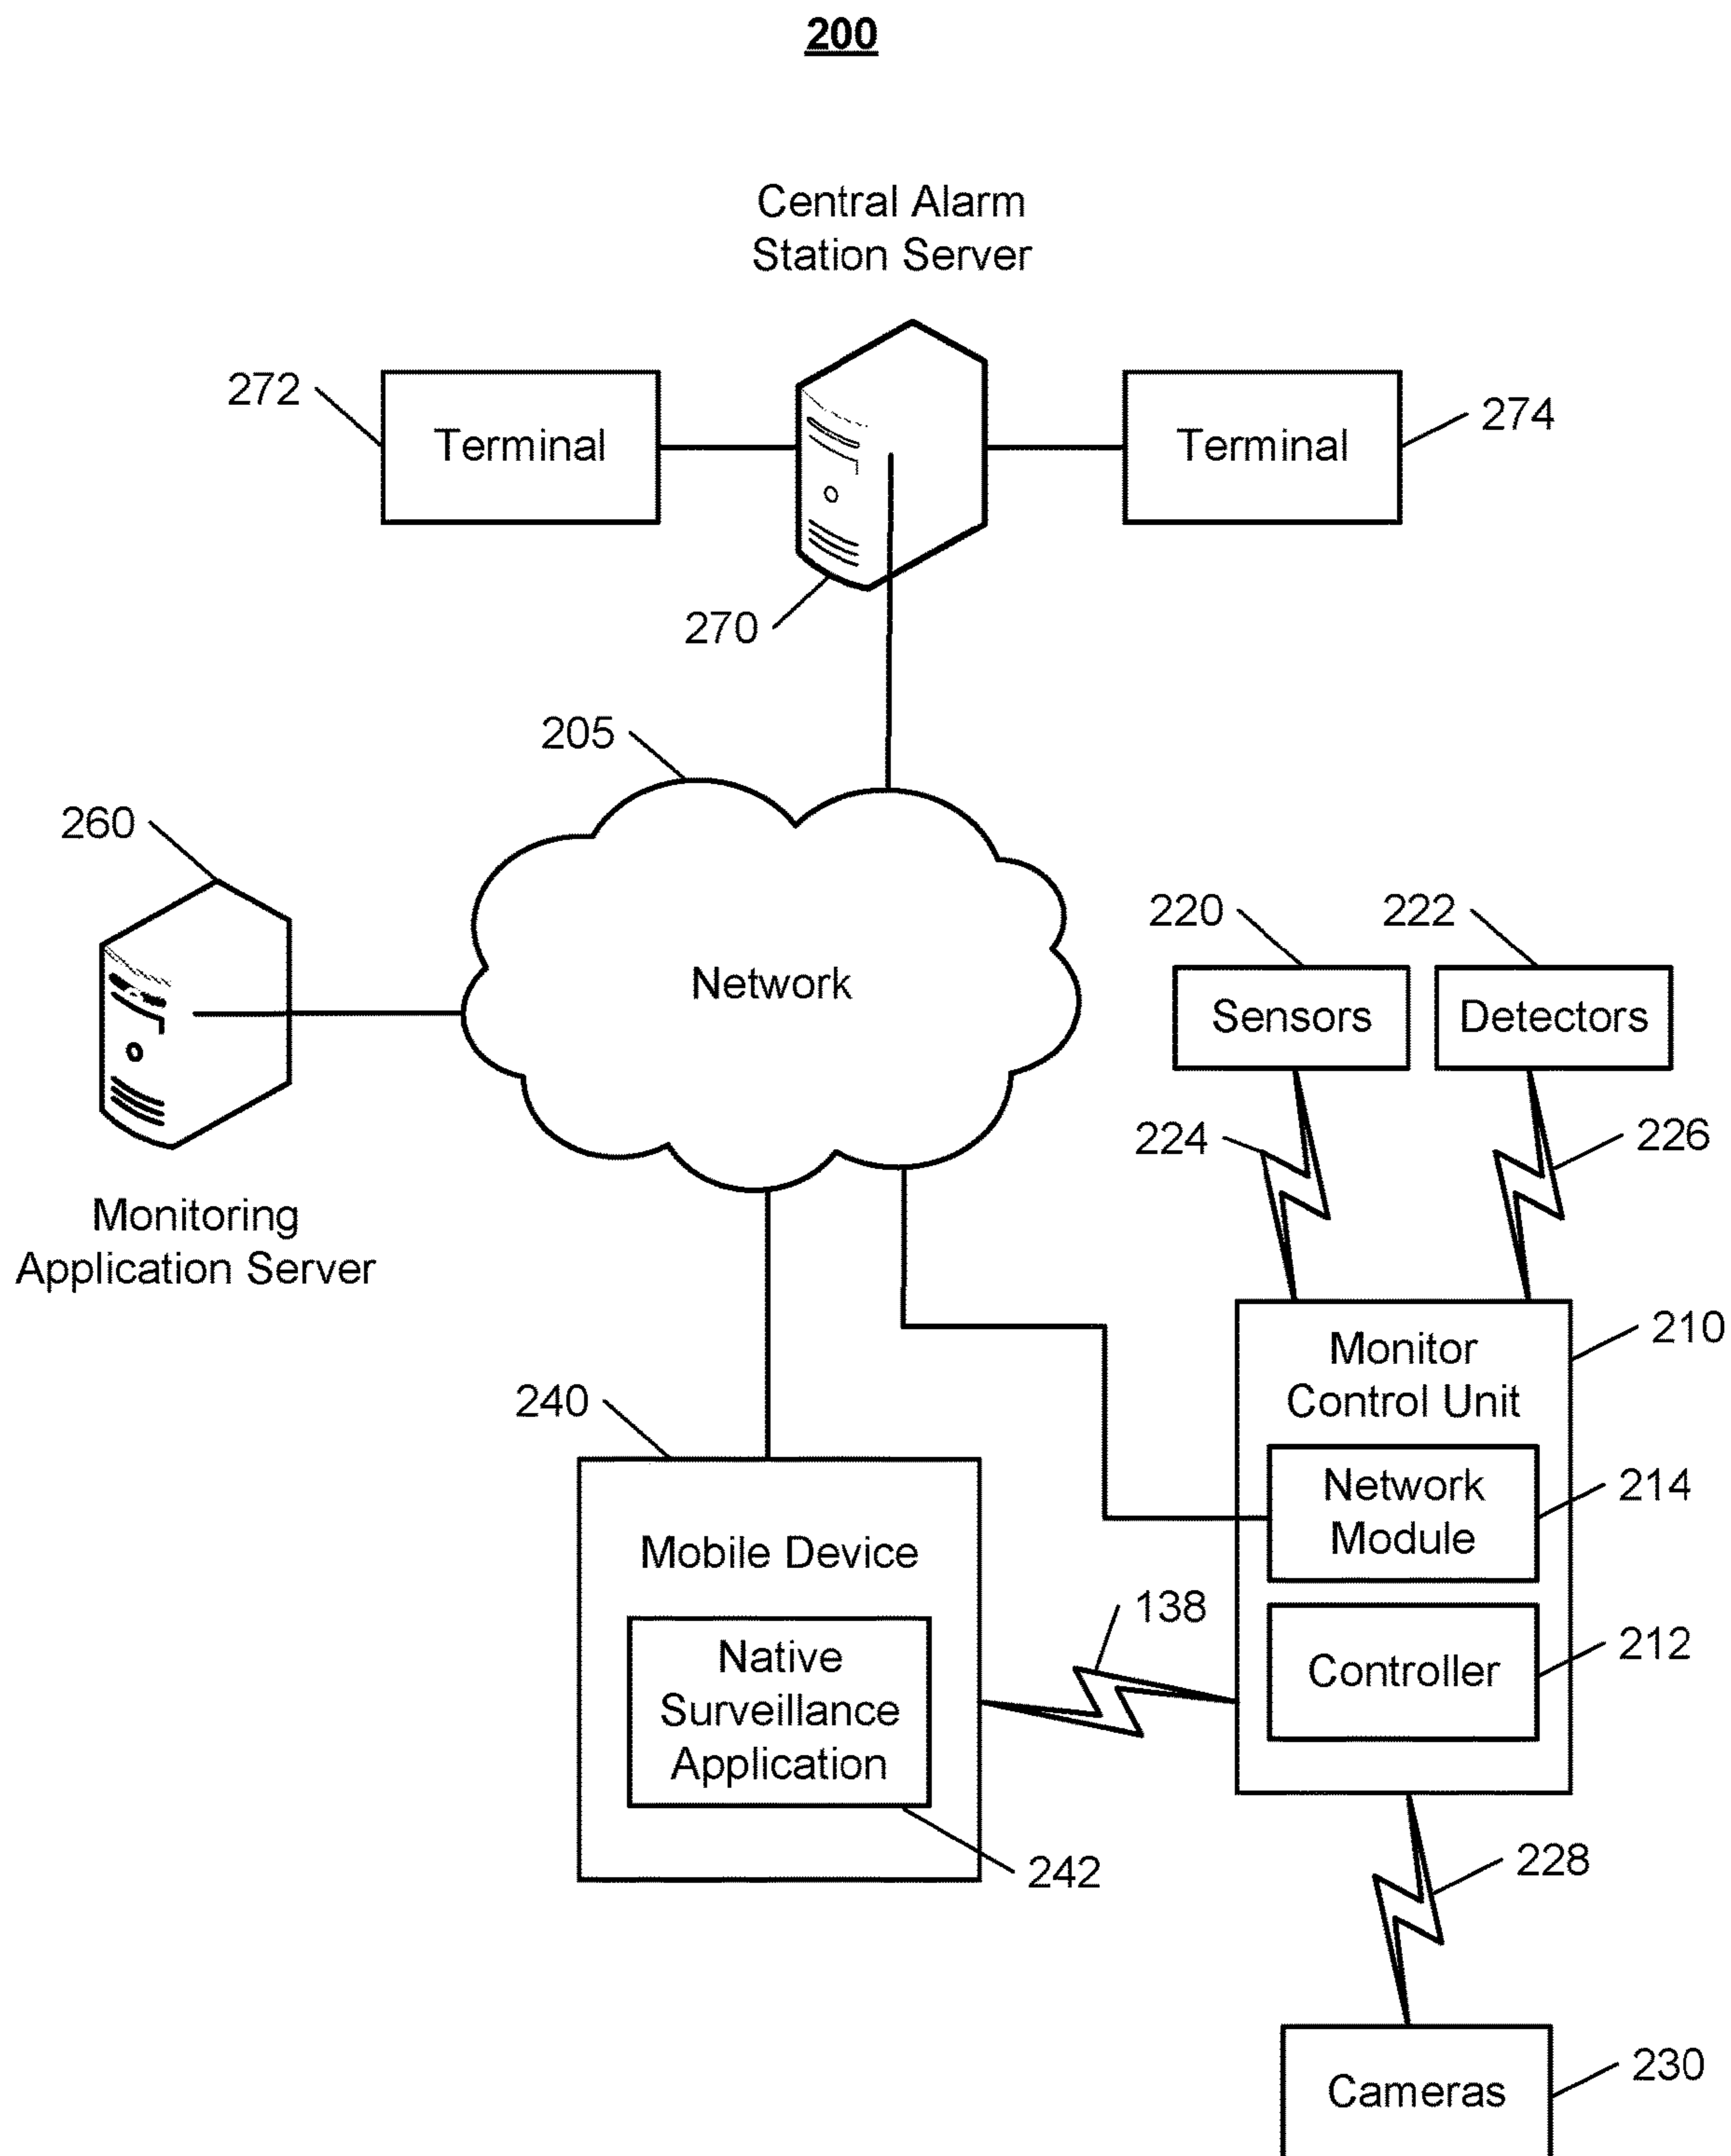 200
Central Alarm
Station Server
272
Terminal
Terminal
274
270
205
260
Network
220
222
Sensors
Detectors
224
226
Monitoring
Application Server
210
Monitor
Control Unit
240
Network
Module
214
Mobile Device
138
Controller
212
Native
Surveillance
Application
242
228
230
Cameras